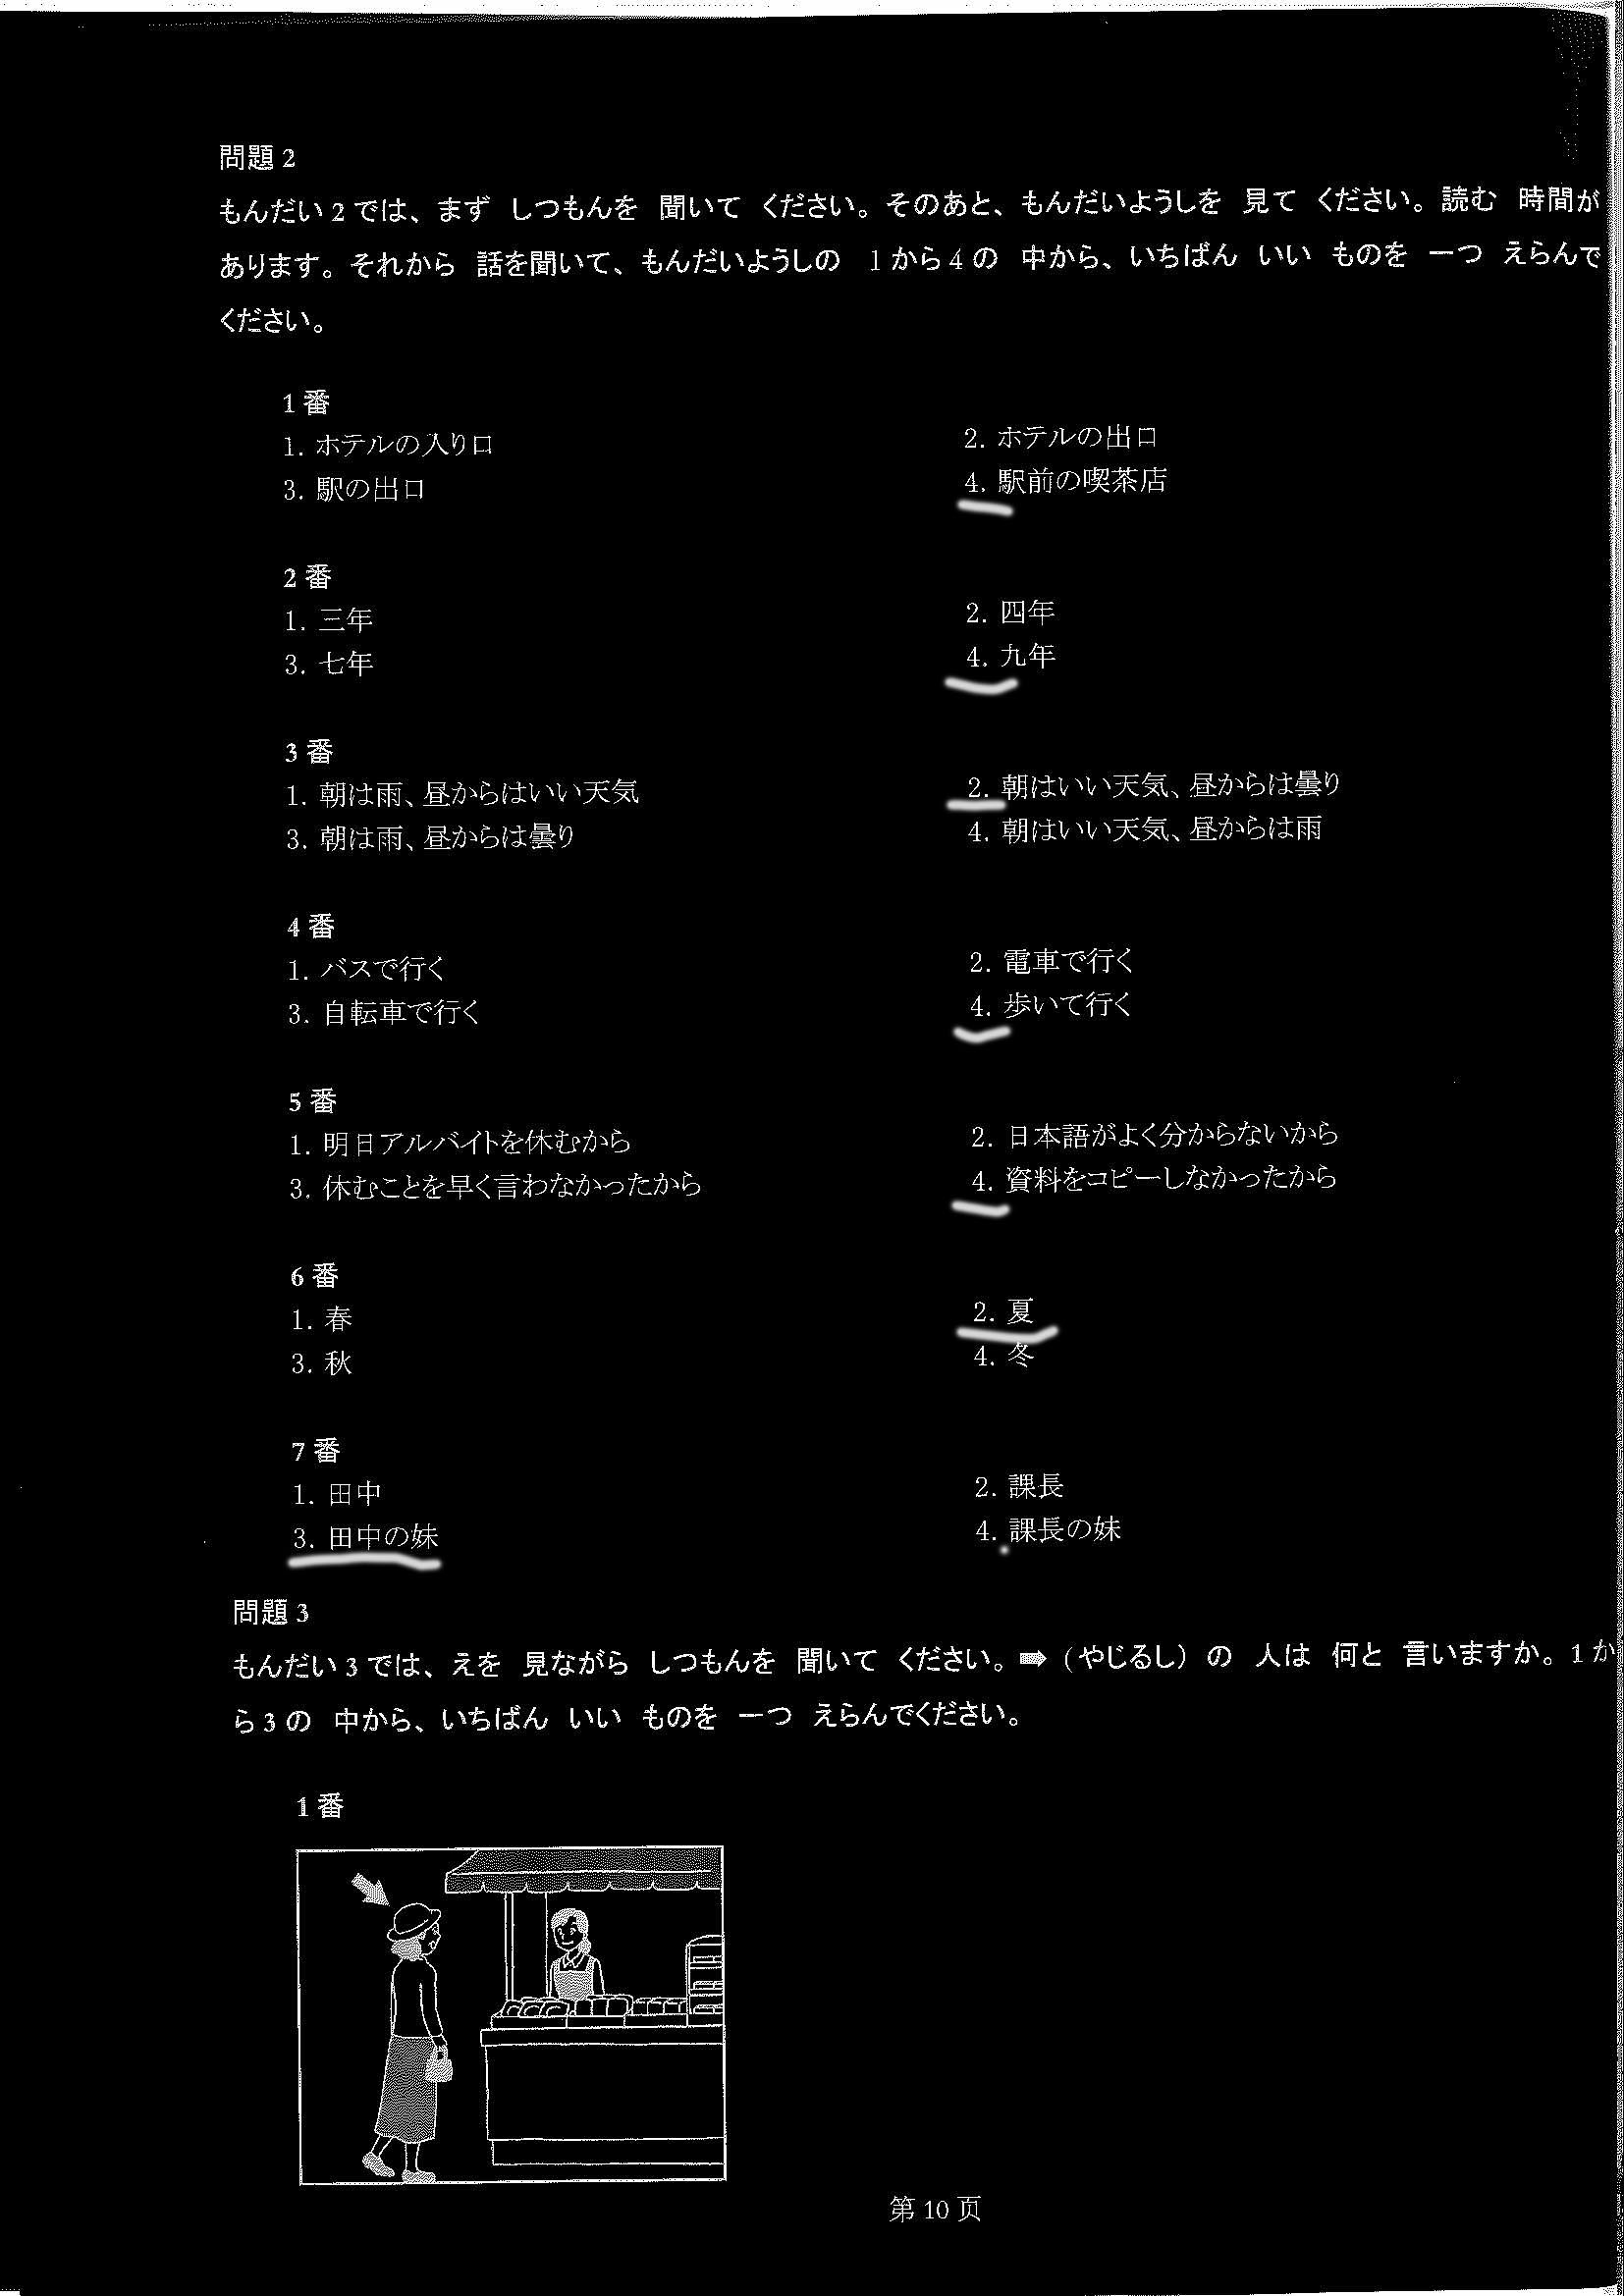 問題 2
もんだい 2 では、まず しつもんを 聞いて ください。そのあと、もんだいようしを 見て ください。読む 時間が
あります。それから 話を聞いて、もんだいようしの 1 から 4 の 中から、いちばん いい ものを 一つ えらんで
ください。
1 番
1. ホテルの入り口 2. ホテルの出口
3. 駅の出口 4. 駅前の喫茶店
2 番
1. 三年 2. 四年
3. 七年 4. 九年
3 番
1. 朝は雨、昼からはいい天気 2. 朝はいい天気、昼からは曇り
3. 朝は雨、昼からは曇り 4. 朝はいい天気、昼からは雨
4 番
1. バスで行く 2. 電車で行く
3. 自転車で行く 4. 歩いて行く
5 番
1. 明日アルバイトを休むから 2. 日本語がよく分からないから
3. 休むことを早く言わなかったから 4. 資料をコピーしなかったから
6 番
1. 春 2. 夏
3. 秋 4. 冬
7 番
1. 田中 2. 課長
3. 田中の妹 4. 課長の妹
問題 3
もんだい 3 では、えを 見ながら しつもんを 聞いて ください。➡ (やじるし) の 人は 何と 言いますか。1 か
ら 3 の 中から、いちばん いい ものを 一つ えらんでください。
1 番
第 10 页